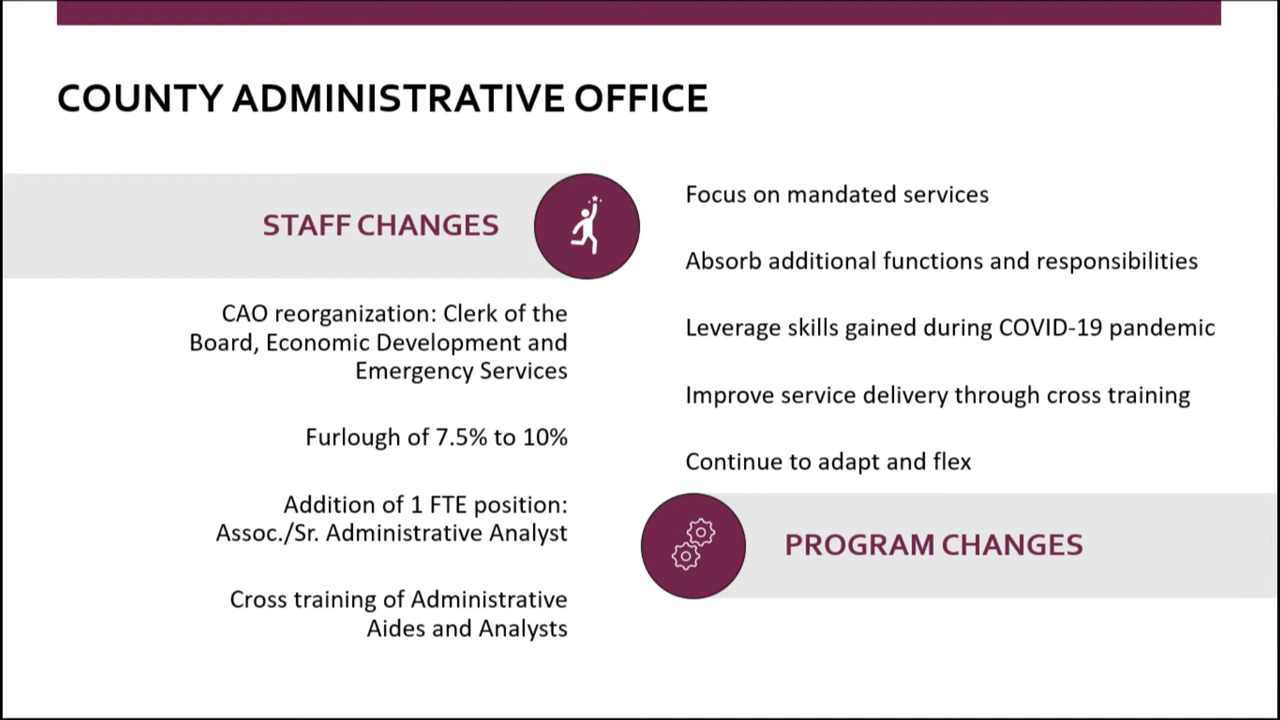 COUNTY ADMINISTRATIVE OFFICE
STAFF CHANGES
CAO reorganization: Clerk of the
Board, Economic Development and
Emergency Services
Furlough of 7.5% to 10%
Addition of 1 FTE position:
Assoc./Sr. Administrative Analyst
Cross training of Administrative
Aides and Analysts
Focus on mandated services
Absorb additional functions and responsibilities
Leverage skills gained during COVID-19 pandemic
Improve service delivery through cross training
Continue to adapt and flex
PROGRAM CHANGES